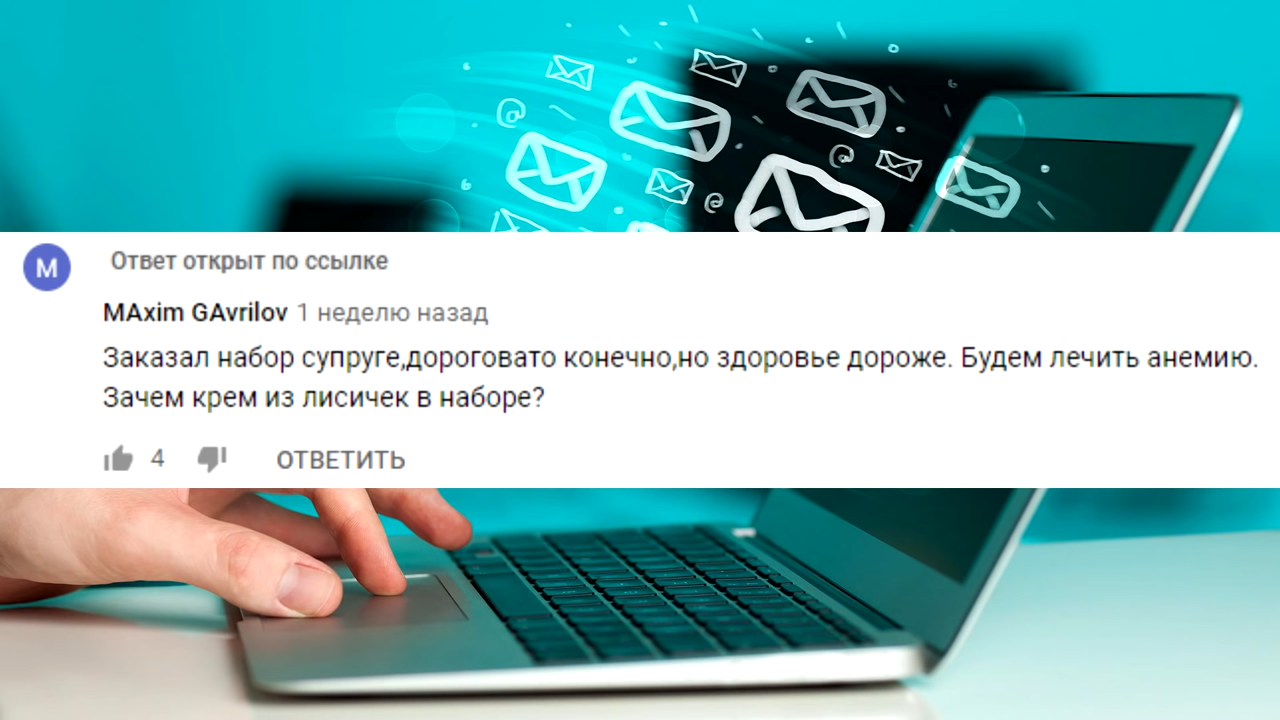 М
Ответ открыт по ссылке
MAxim GAvrilov 1 неделю назад
Заказал набор супруге,дороговато конечно,но здоровье дороже. Будем лечить анемию.
Зачем крем из лисичек в наборе?
4 ОТВЕТИТЬ